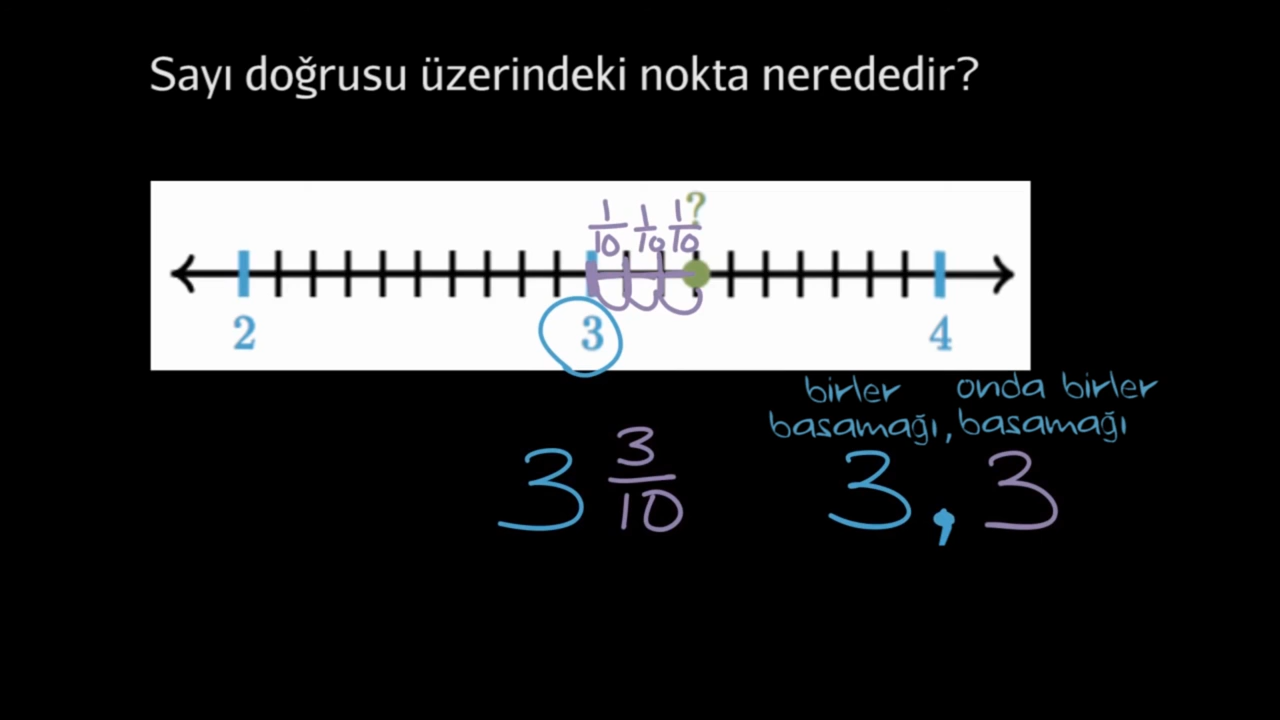 Sayı doğrusu üzerindeki nokta nerededir?
?
1/10 1/10 1/10
2 3 4
birler basamağı, onda birler basamağı
3 3/10 3,3